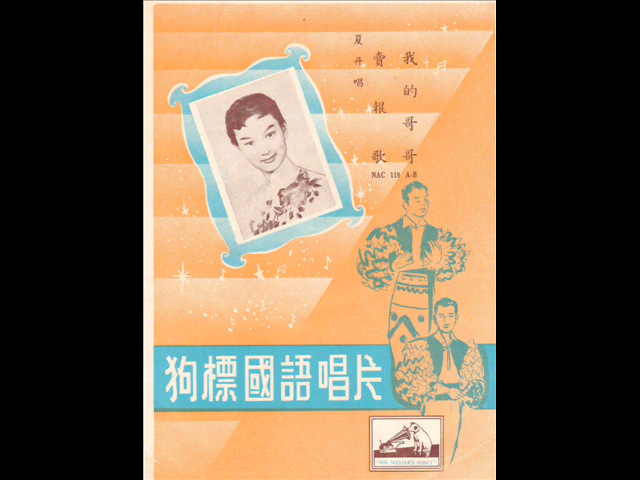 我的哥哥
賣報歌
夏丹唱
NAC 118 A-B
狗標國語唱片
"HIS MASTER'S VOICE"